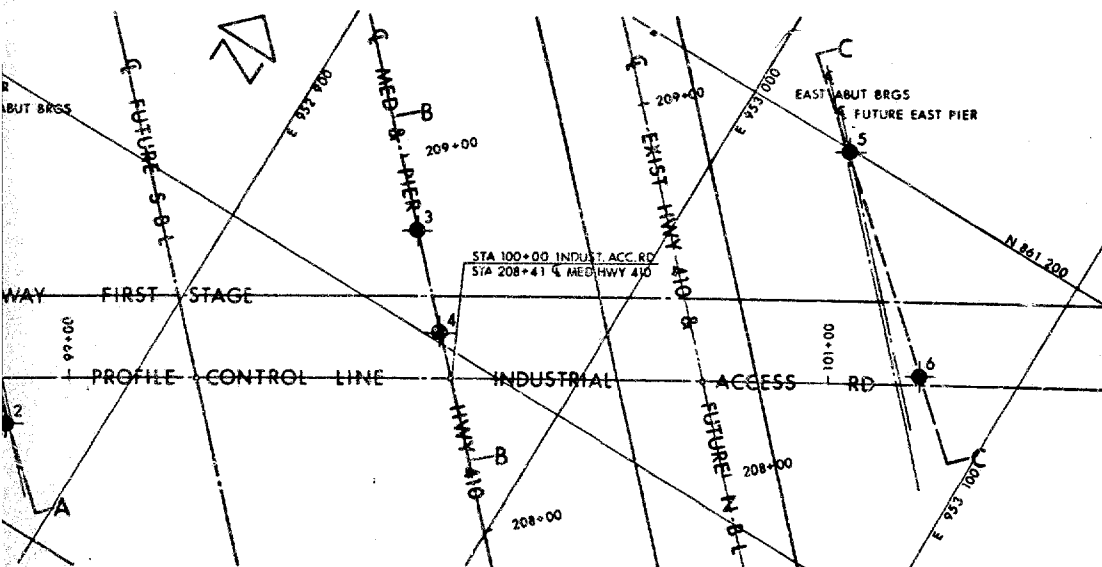 R
ABUT BRGS
℄ FUTURE S B L
E 952 900
℄ MED & PIER
B
209+00
3
209+00
℄ EXIST HWY 410 &
E 953 000
C
EAST ABUT BRGS
℄ FUTURE EAST PIER
5
N 861 200
STA 100+00 INDUST. ACC. RD
STA 208+41 ℄ MED HWY 410
WAY FIRST STAGE
4
99+00
101+00
PROFILE CONTROL LINE INDUSTRIAL ACCESS RD
6
2
HWY 410
FUTURE N B L
B
208+00
C
A
208+00
E 953 100